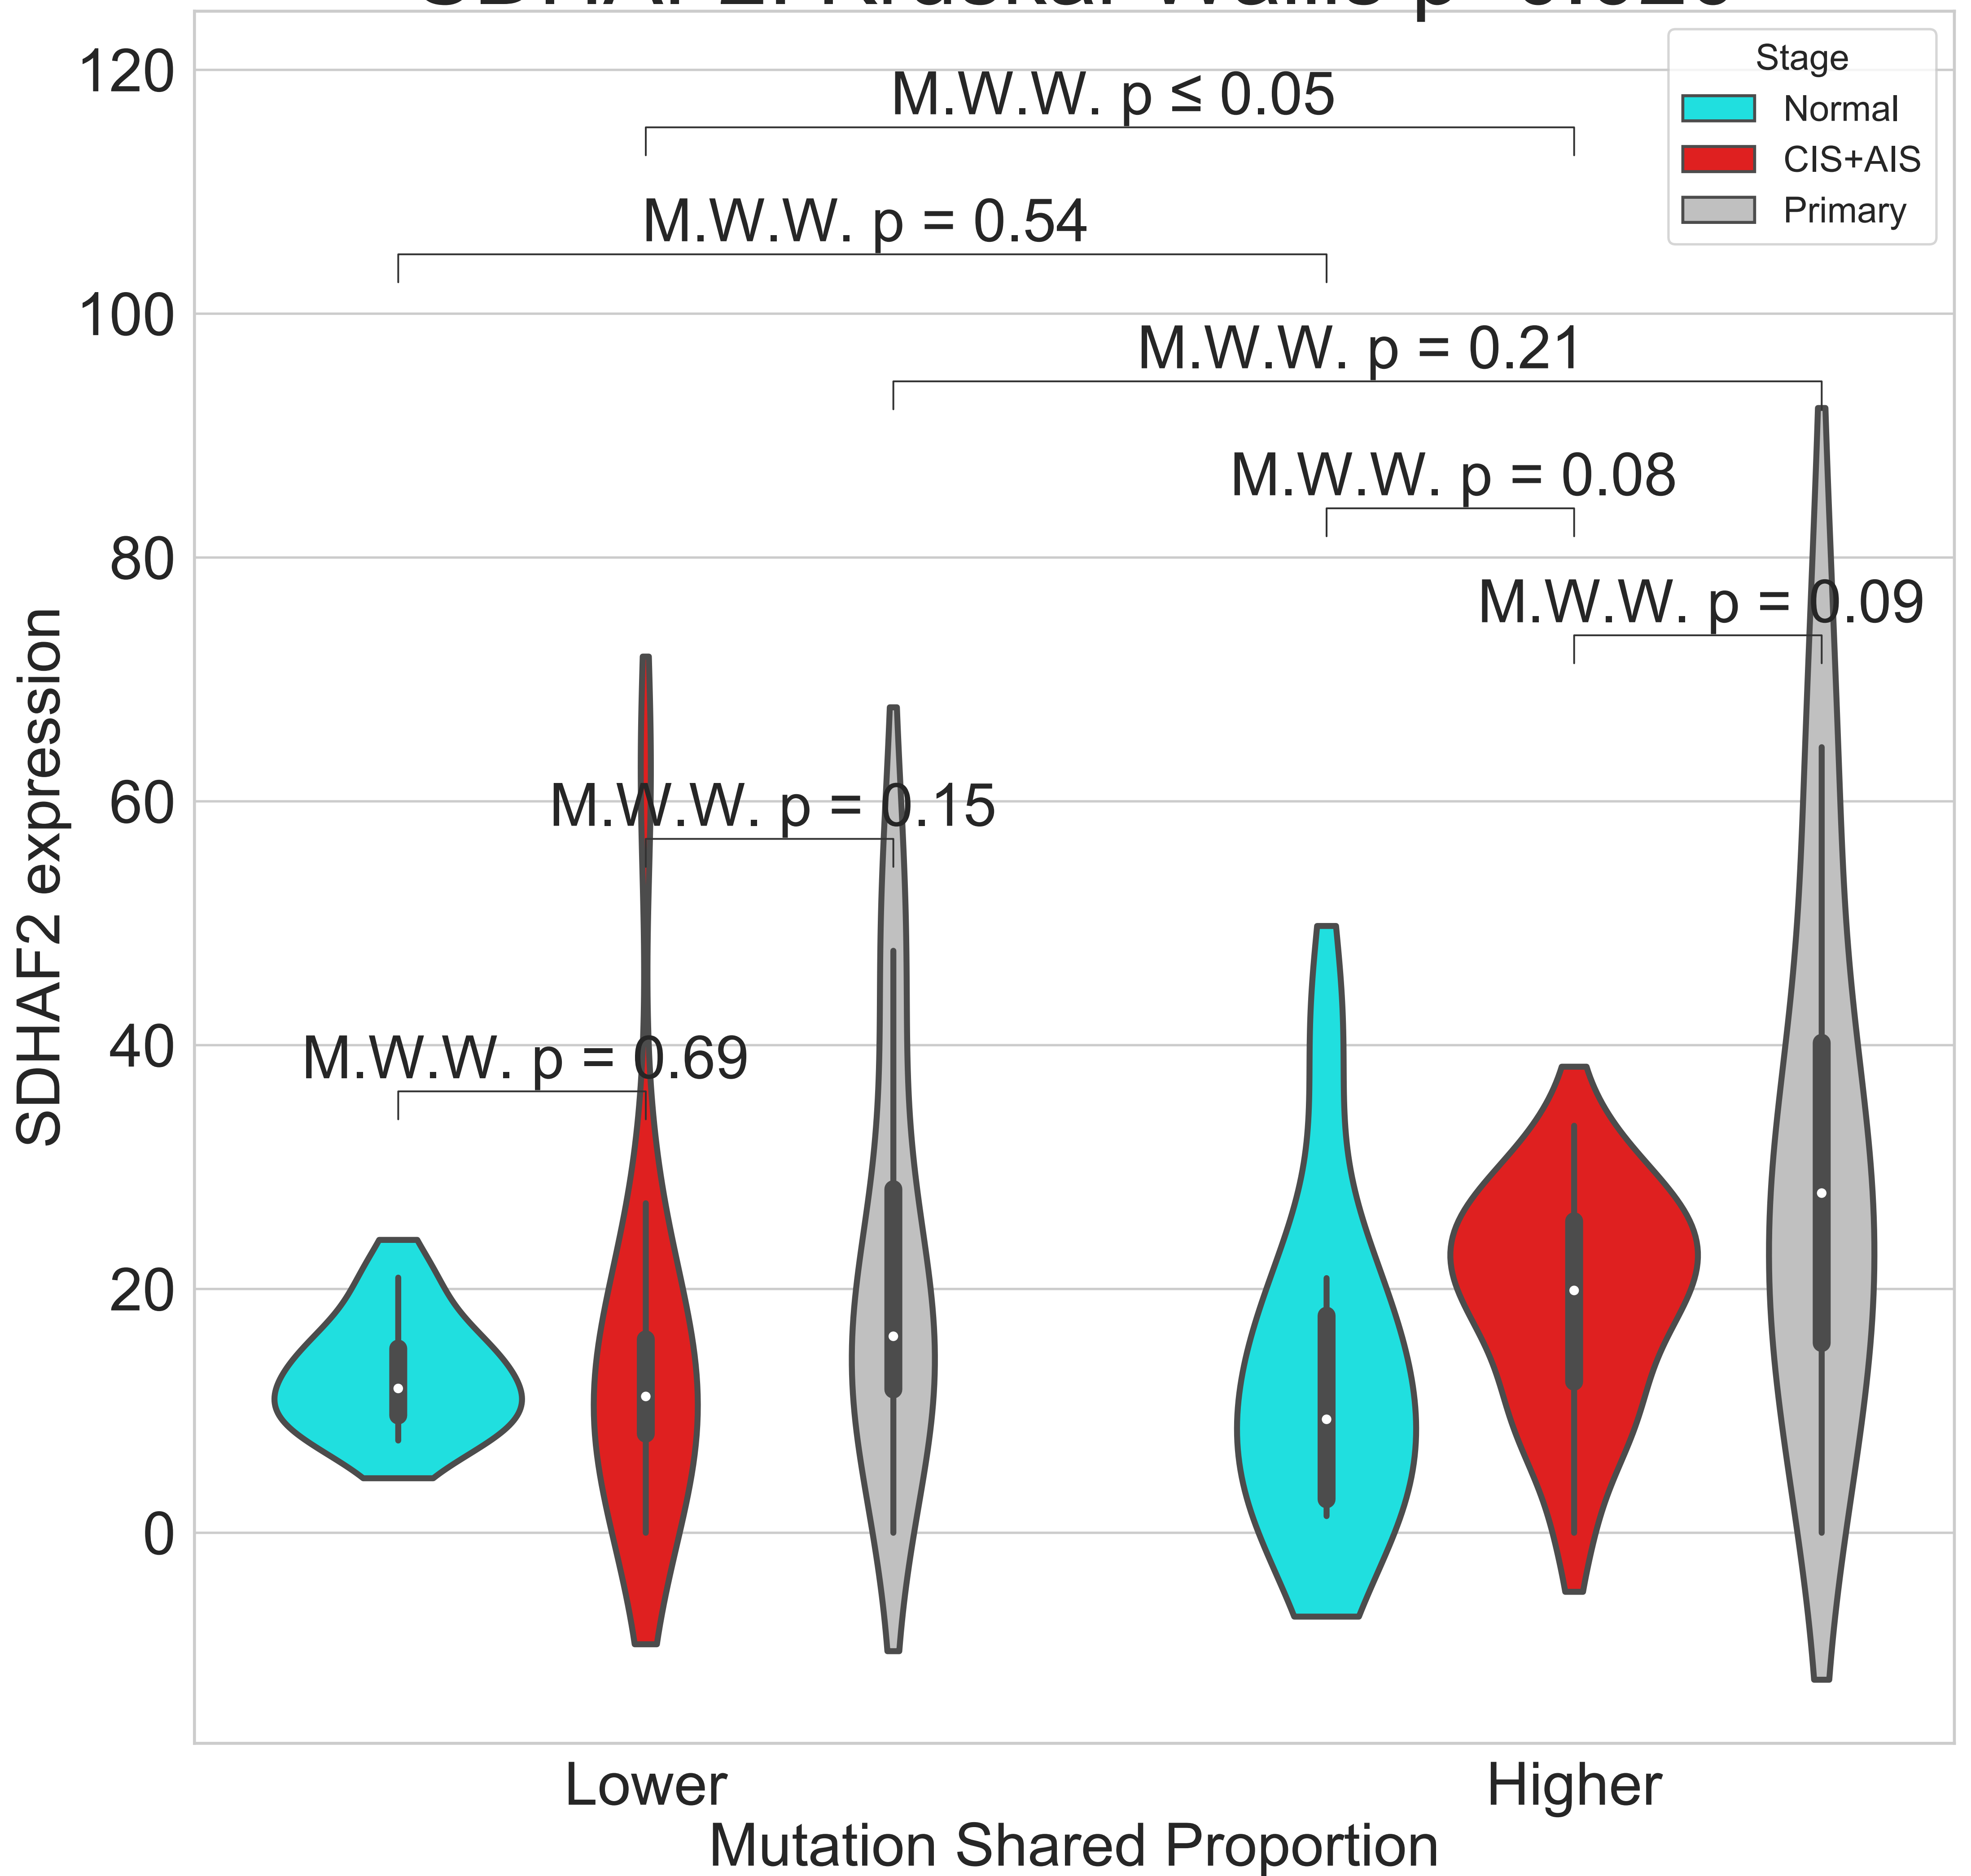 120
100
80
60
40
20
0
SDHAF2 expression
Stage
Normal
CIS+AIS
Primary
M.W.W. p ≤ 0.05
M.W.W. p = 0.54
M.W.W. p = 0.21
M.W.W. p = 0.08
M.W.W. p = 0.09
M.W.W. p = 0.15
M.W.W. p = 0.69
Lower
Higher
Mutation Shared Proportion